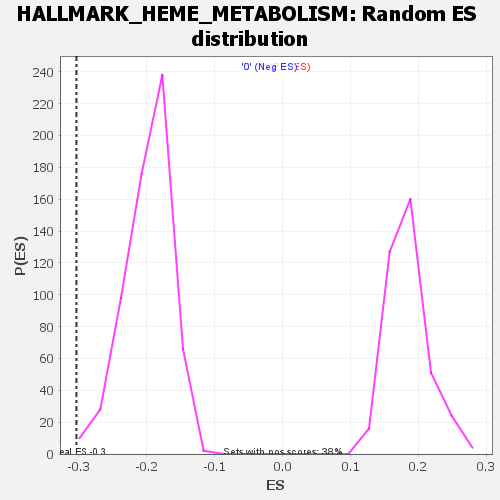 HALLMARK_HEME_METABOLISM: Random ES
distribution
'0' (Neg ES):
ES)
240
220
200
180
160
140
120
100
80
60
40
20
0
P(ES)
eal ES -0.3
Sets with pos scores: 38%
-0.3 -0.2 -0.1 0.0 0.1 0.2 0.3
ES